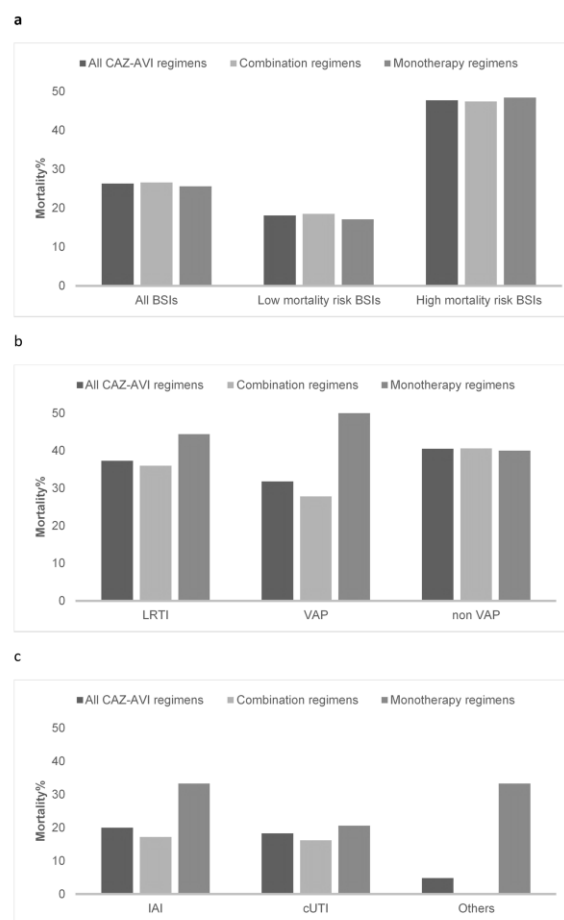 a
All CAZ-AVI regimens Combination regimens Monotherapy regimens
50
40
30
20
10
0
Mortality%
All BSIs Low mortality risk BSIs High mortality risk BSIs
b
All CAZ-AVI regimens Combination regimens Monotherapy regimens
50
40
30
20
10
0
Mortality%
LRTI VAP non VAP
c
All CAZ-AVI regimens Combination regimens Monotherapy regimens
50
40
30
20
10
0
Mortality%
IAI cUTI Others